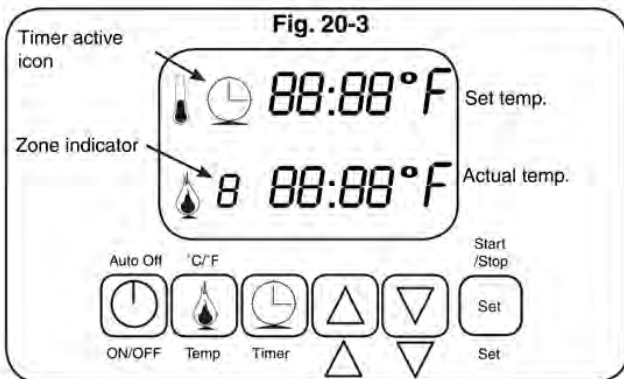 Fig. 20-3
Timer active
icon
88:88°F Set temp.
Zone indicator
8 88:88°F Actual temp.
Auto Off °C/°F Start
/Stop
Set
ON/OFF Temp Timer Set